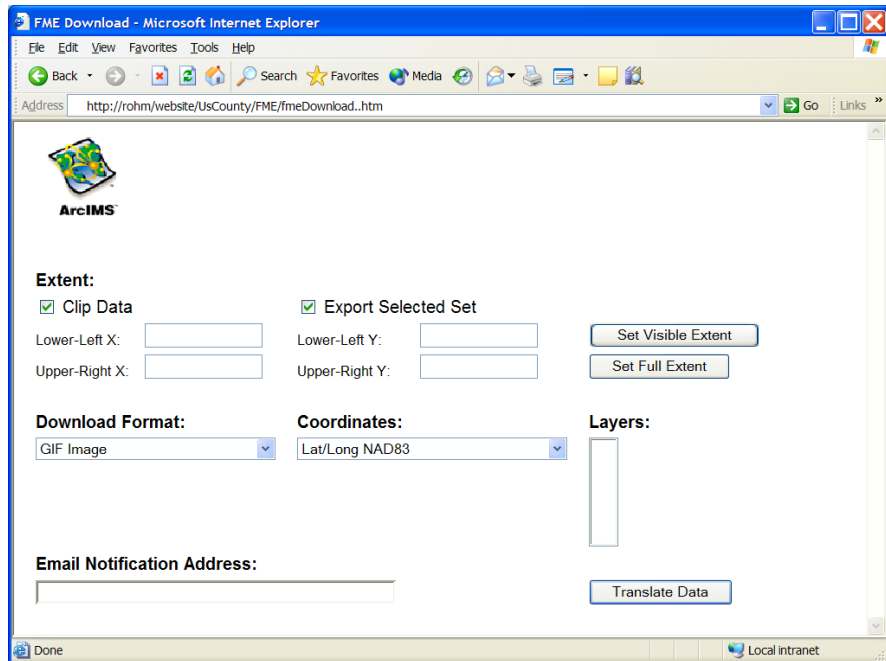 FME Download - Microsoft Internet Explorer
File Edit View Favorites Tools Help
Back Search Favorites Media
Address http://rohm/website/UsCounty/FME/fmeDownload..htm Go Links »
ArcIMS™
Extent:
Clip Data Export Selected Set
Lower-Left X: Lower-Left Y: Set Visible Extent
Upper-Right X: Upper-Right Y: Set Full Extent
Download Format: Coordinates: Layers:
GIF Image Lat/Long NAD83
Email Notification Address:
Translate Data
Done Local intranet